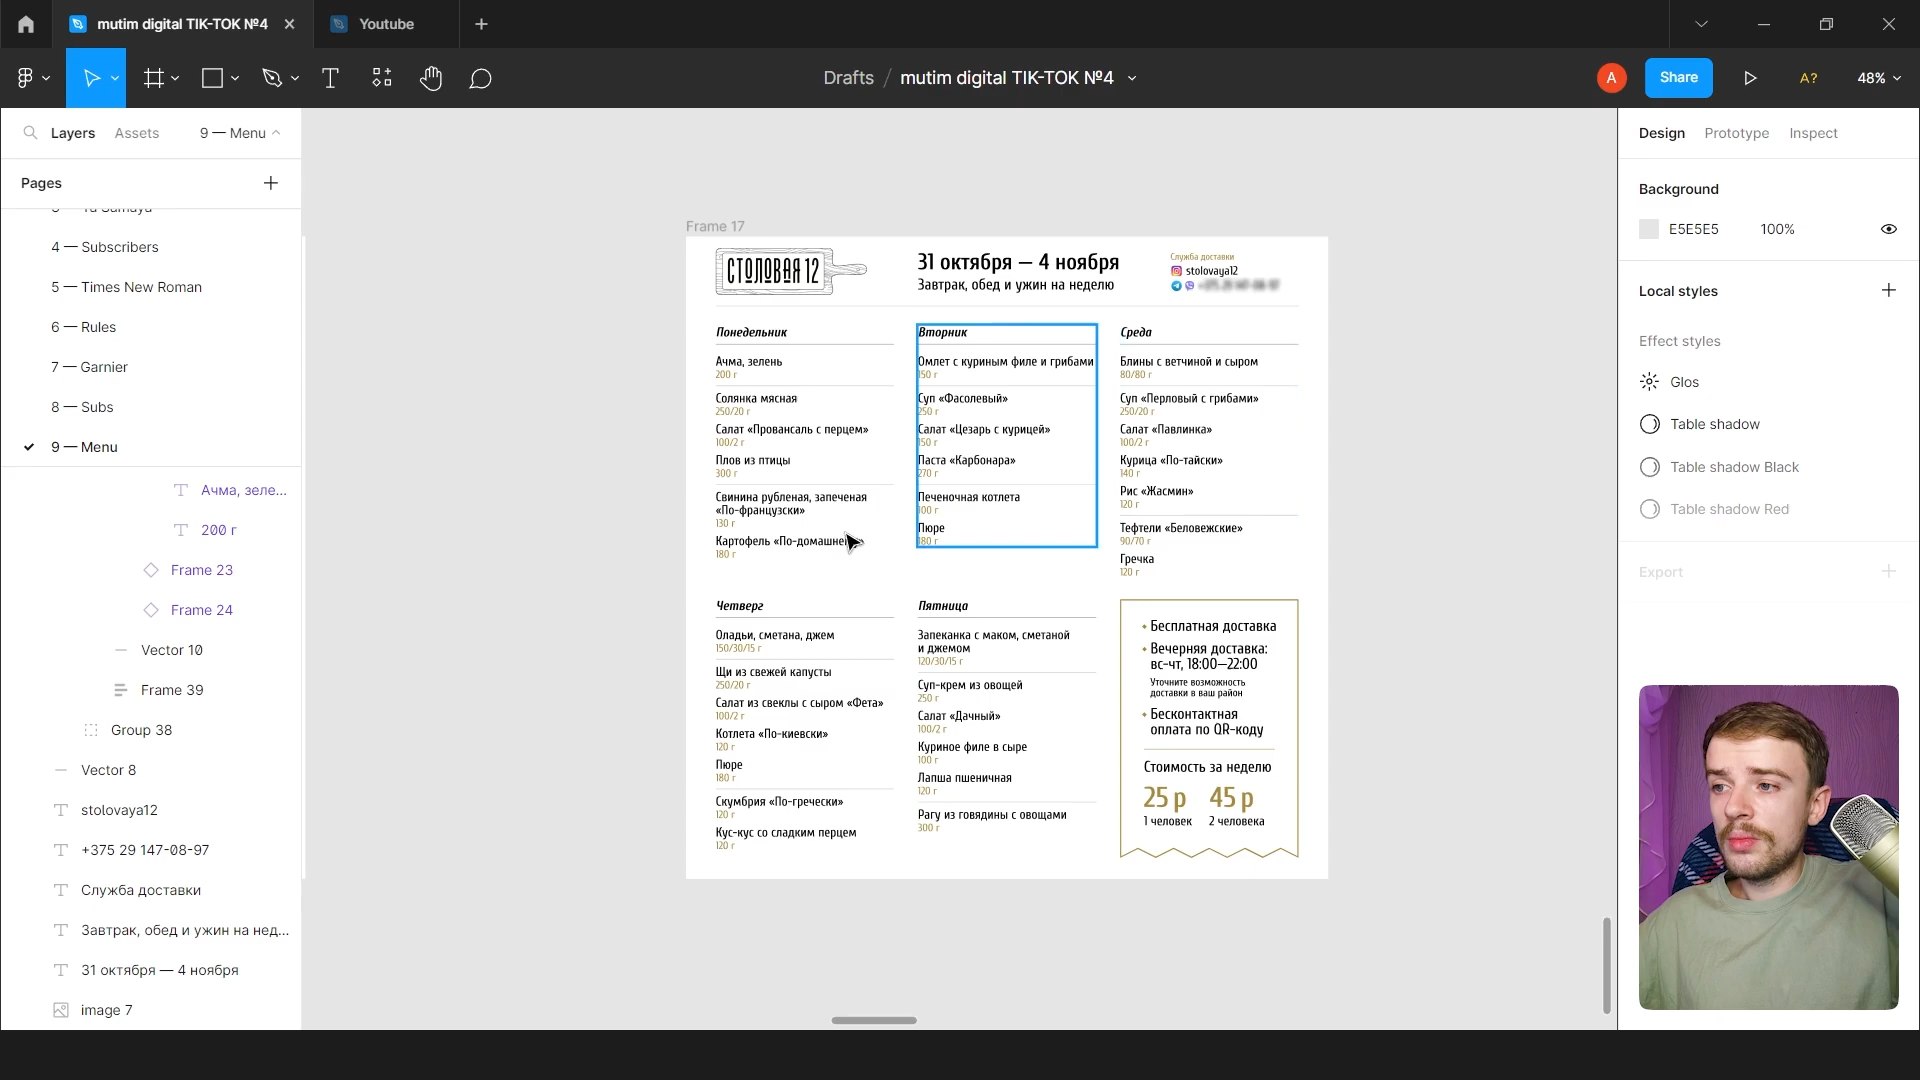 mutim digital TIK-TOK №4
Youtube
Drafts / mutim digital TIK-TOK №4
A
Share
A?
48%
Layers
Assets
9 — Menu
Pages
4 — Subscribers
5 — Times New Roman
6 — Rules
7 — Garnier
8 — Subs
9 — Menu
Ачма, зеле...
200 г
Frame 23
Frame 24
Vector 10
Frame 39
Group 38
Vector 8
stolovaya12
+375 29 147-08-97
Служба доставки
Завтрак, обед и ужин на нед...
31 октября — 4 ноября
image 7
Frame 17
СТОЛОВАЯ 12
31 октября — 4 ноября
Завтрак, обед и ужин на неделю
Служба доставки
stolovaya12
Понедельник
Ачма, зелень
200 г
Солянка мясная
250/20 г
Салат «Провансаль с перцем»
100/2 г
Плов из птицы
300 г
Свинина рубленая, запеченая
«По-французски»
130 г
Картофель «По-домашне
180 г
Вторник
Омлет с куриным филе и грибами
150 г
Суп «Фасолевый»
250 г
Салат «Цезарь с курицей»
150 г
Паста «Карбонара»
270 г
Печеночная котлета
100 г
Пюре
180 г
Среда
Блины с ветчиной и сыром
80/80 г
Суп «Перловый с грибами»
250/20 г
Салат «Павлинка»
100/2 г
Курица «По-тайски»
140 г
Рис «Жасмин»
120 г
Тефтели «Беловежские»
90/70 г
Гречка
120 г
Четверг
Оладьи, сметана, джем
150/30/15 г
Щи из свежей капусты
250/20 г
Салат из свеклы с сыром «Фета»
100/2 г
Котлета «По-киевски»
120 г
Пюре
180 г
Скумбрия «По-гречески»
120 г
Кус-кус со сладким перцем
120 г
Пятница
Запеканка с маком, сметаной
и джемом
120/30/15 г
Суп-крем из овощей
250 г
Салат «Дачный»
100/2 г
Куриное филе в сыре
100 г
Лапша пшеничная
120 г
Рагу из говядины с овощами
300 г
Бесплатная доставка
Вечерняя доставка:
вс-чт, 18:00—22:00
Уточните возможность
доставки в ваш район
Бесконтактная
оплата по QR-коду
Стоимость за неделю
25 р 45 р
1 человек 2 человека
Design
Prototype
Inspect
Background
E5E5E5
100%
Local styles
Effect styles
Glos
Table shadow
Table shadow Black
Table shadow Red
Export